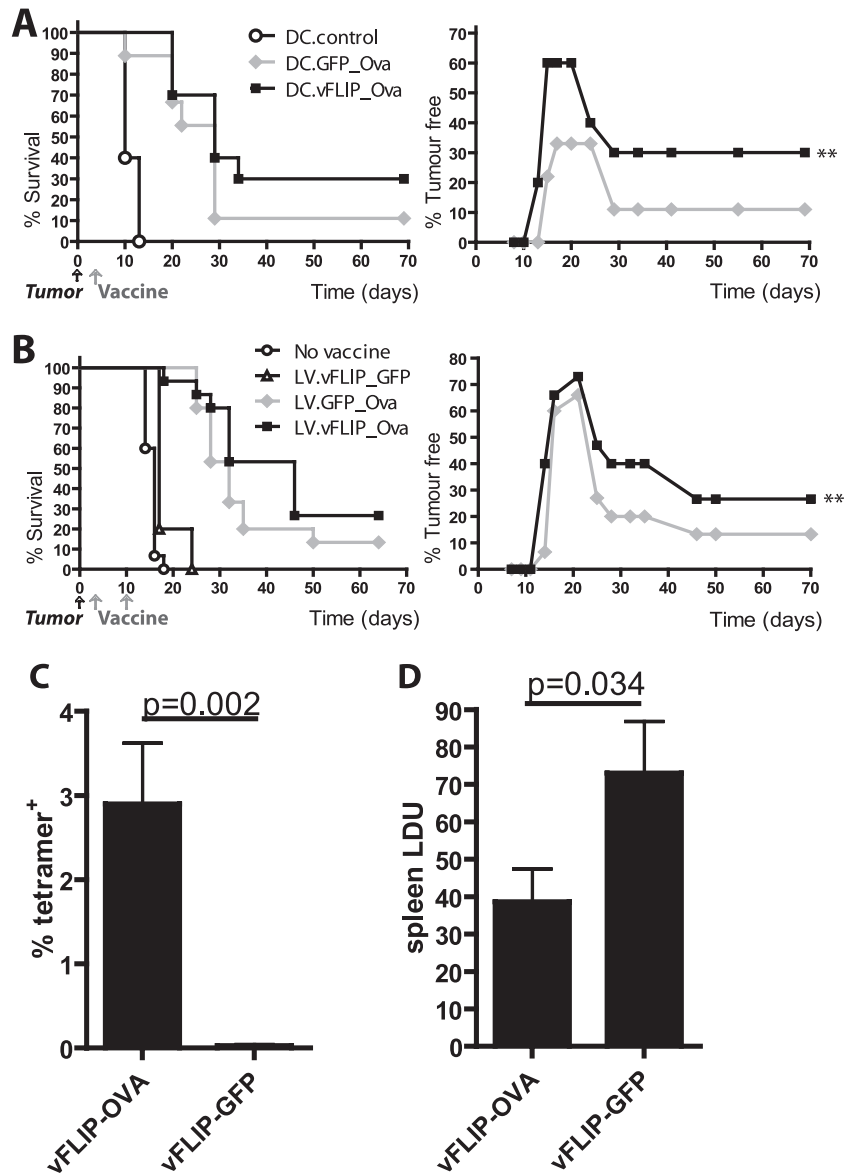 A
DC.control
DC.GFP_Ova
DC.vFLIP_Ova
% Survival
100
90
80
70
60
50
40
30
20
10
0
0 10 20 30 40 50 60 70
Tumor Vaccine Time (days)
% Tumour free
70
60
50
40
30
20
10
0
**
0 10 20 30 40 50 60 70
Time (days)
B
No vaccine
LV.vFLIP_GFP
LV.GFP_Ova
LV.vFLIP_Ova
% Survival
100
90
80
70
60
50
40
30
20
10
0
0 10 20 30 40 50 60 70
Tumor Vaccine Time (days)
% Tumour free
80
70
60
50
40
30
20
10
0
**
0 10 20 30 40 50 60 70
Time (days)
C
p=0.002
% tetramer+
4
3
2
1
0
vFLIP-OVA
vFLIP-GFP
D
p=0.034
spleen LDU
90
80
70
60
50
40
30
20
10
0
vFLIP-OVA
vFLIP-GFP